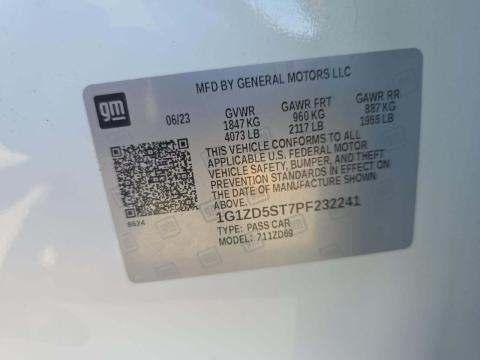 MFD BY GENERAL MOTORS LLC
gm
06/23 GVWR GAWR FRT GAWR RR
1847 KG 960 KG 887 KG
4073 LB 2117 LB 1956 LB
THIS VEHICLE CONFORMS TO ALL
APPLICABLE U.S. FEDERAL MOTOR
VEHICLE SAFETY, BUMPER, AND THEFT
PREVENTION STANDARDS IN EFFECT ON
THE DATE OF MANUFACTURE SHOWN
ABOVE.
1G1ZD5ST7PF232241
8624
TYPE: PASS CAR
MODEL: 211ZD69